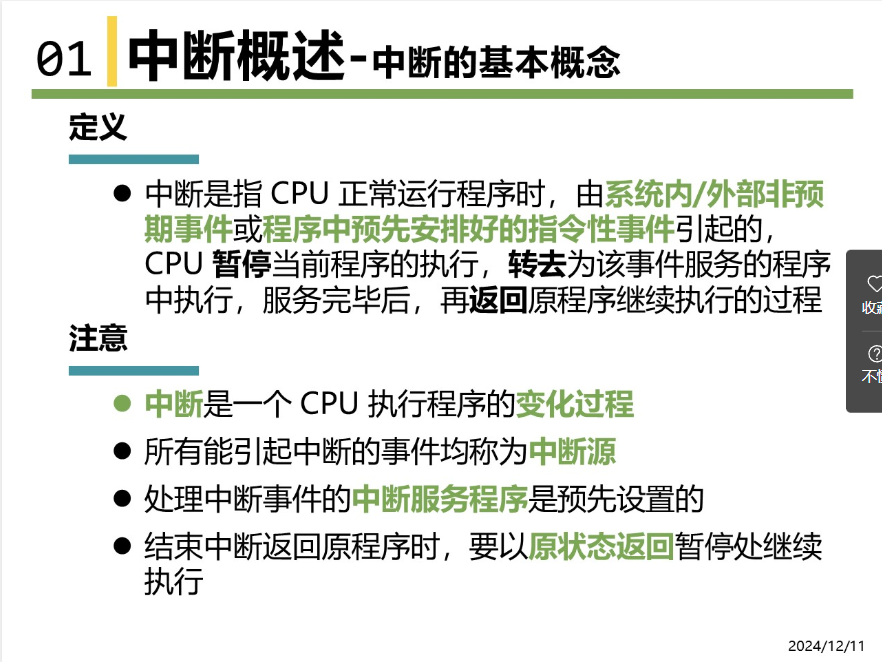 01 中断概述-中断的基本概念
定义
● 中断是指 CPU 正常运行程序时，由系统内/外部非预
期事件或程序中预先安排好的指令性事件引起的，
CPU 暂停当前程序的执行，转去为该事件服务的程序
中执行，服务完毕后，再返回原程序继续执行的过程
注意
● 中断是一个 CPU 执行程序的变化过程
● 所有能引起中断的事件均称为中断源
● 处理中断事件的中断服务程序是预先设置的
● 结束中断返回原程序时，要以原状态返回暂停处继续
执行
2024/12/11